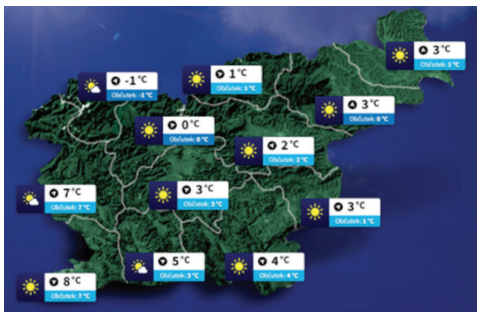 3 °C
Občutek: 1 °C
1 °C
Občutek: 1 °C
-1 °C
Občutek: -1 °C
3 °C
Občutek: 0 °C
0 °C
Občutek: 0 °C
2 °C
Občutek: 2 °C
7 °C
Občutek: 7 °C
3 °C
Občutek: 3 °C
3 °C
Občutek: 1 °C
5 °C
Občutek: 3 °C
4 °C
Občutek: 4 °C
8 °C
Občutek: 7 °C